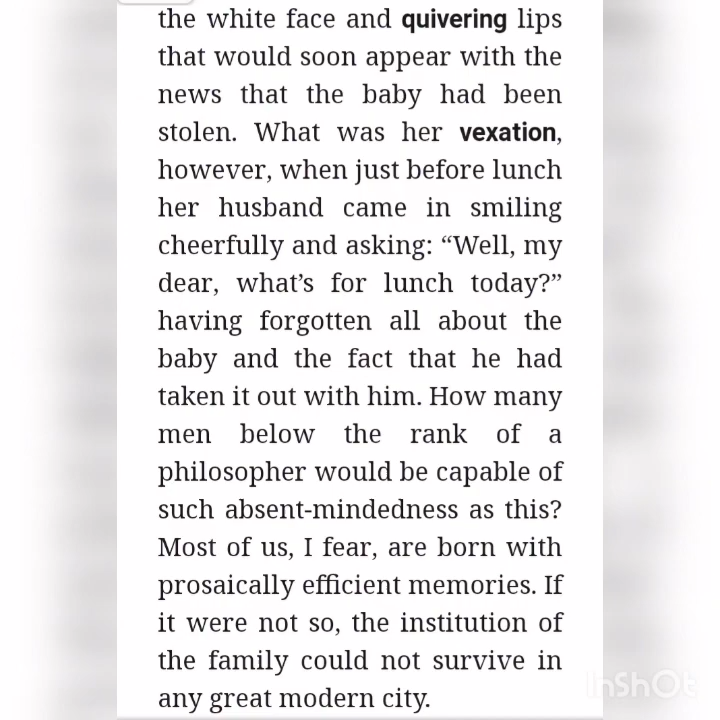 the white face and quivering lips
that would soon appear with the
news that the baby had been
stolen. What was her vexation,
however, when just before lunch
her husband came in smiling
cheerfully and asking: “Well, my
dear, what’s for lunch today?”
having forgotten all about the
baby and the fact that he had
taken it out with him. How many
men below the rank of a
philosopher would be capable of
such absent-mindedness as this?
Most of us, I fear, are born with
prosaically efficient memories. If
it were not so, the institution of
the family could not survive in
any great modern city.
InShOt